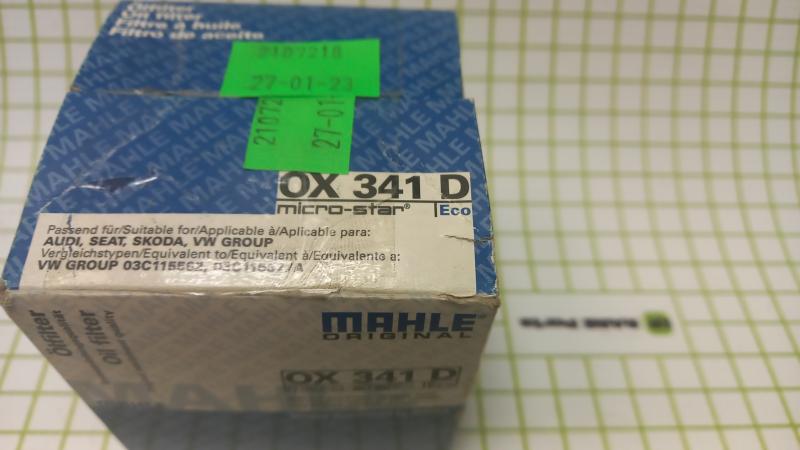 Ölfilter
Oil filter
Filtre à huile
Filtro de aceite
2107218
27-01-23
21072
27-01
OX 341 D
micro-star®
Eco
Passend für/Suitable for/Applicable à/Aplicable para:
AUDI, SEAT, SKODA, VW GROUP
Vergleichstypen/Equivalent to/Equivalent à/Equivalente a:
VW GROUP 03C115562, 03C115577A
MAHLE
ORIGINAL
Ölfilter
Oil filter
OX 341 D
MAHLE